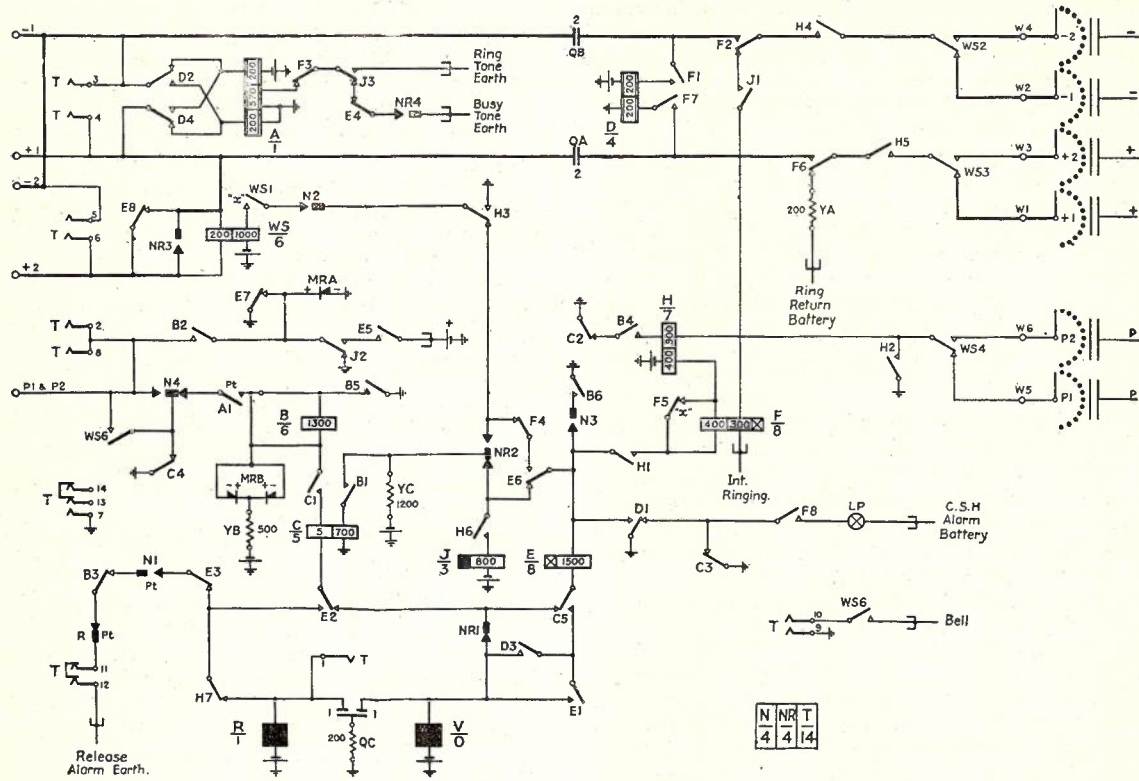 -1
2
QB
F2
H4
WS2
W4
-2
-
T
3
D2
F3
J3
Ring
Tone
Earth
F1
J1
W2
-1
-
200
570
200
D4
E4
NR4
Busy
Tone
Earth
200
200
F7
T
4
A
1
D
4
+1
QA
2
F6
H5
WS3
W3
+2
+
-2
"x"
WS1
N2
H3
E8
5
T
6
NR3
200
1000
WS
6
200
YA
W1
+1
+
+2
Ring
Return
Battery
MRA
+
-
E7
T
2
8
B2
J2
E5
+
C2
B4
H
7
900
400
H2
WS4
W6
P2
P
P1 & P2
N4
Pt
A1
B5
B6
N3
F5
"x"
W5
P1
P
WS6
C4
B
6
1300
F4
NR2
400
300
F
8
MRB
-
+
+
-
C1
B1
YC
1200
E6
H1
Int.
Ringing.
T
14
13
7
YB
500
C
5
5
700
H6
D1
F8
LP
C.S.H
Alarm
Battery
J
3
800
E
8
1500
C3
B3
N1
Pt
E3
E2
C5
R
Pt
NR1
D3
T
10
9
WS6
Bell
T
11
12
H7
1
T
E1
R
1
1
1
200
QC
V
0
N
4
NR
4
T
14
Release
Alarm Earth.